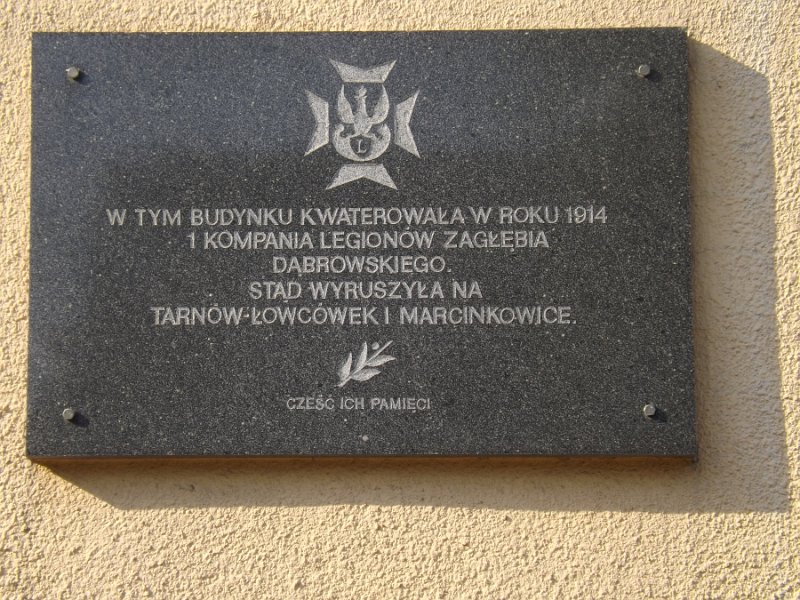 L
W TYM BUDYNKU KWATEROWAŁA W ROKU 1914
1 KOMPANIA LEGIONÓW ZAGŁĘBIA
DĄBROWSKIEGO.
STĄD WYRUSZYŁA NA
TARNÓW-ŁOWCÓWEK I MARCINKOWICE.
CZEŚĆ ICH PAMIĘCI